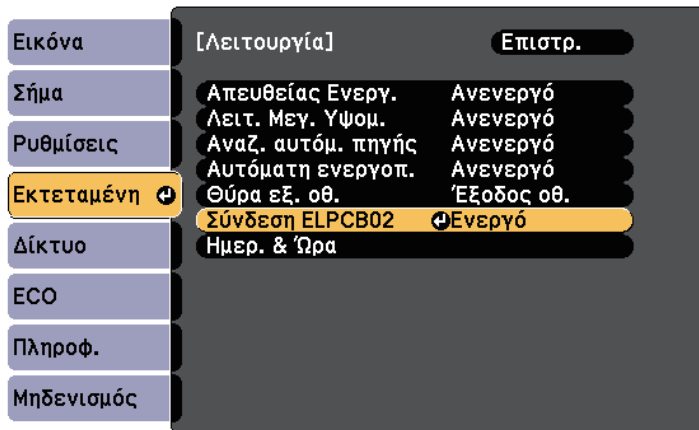 Εικόνα
Σήμα
Ρυθμίσεις
Εκτεταμένη
Δίκτυο
ECO
Πληροφ.
Μηδενισμός
[Λειτουργία] Επιστρ.
Απευθείας Ενεργ. Ανενεργό
Λειτ. Μεγ. Υψομ. Ανενεργό
Αναζ. αυτόμ. πηγής Ανενεργό
Αυτόματη ενεργοπ. Ανενεργό
Θύρα εξ. οθ. Έξοδος οθ.
Σύνδεση ELPCB02 Ενεργό
Ημερ. & Ώρα